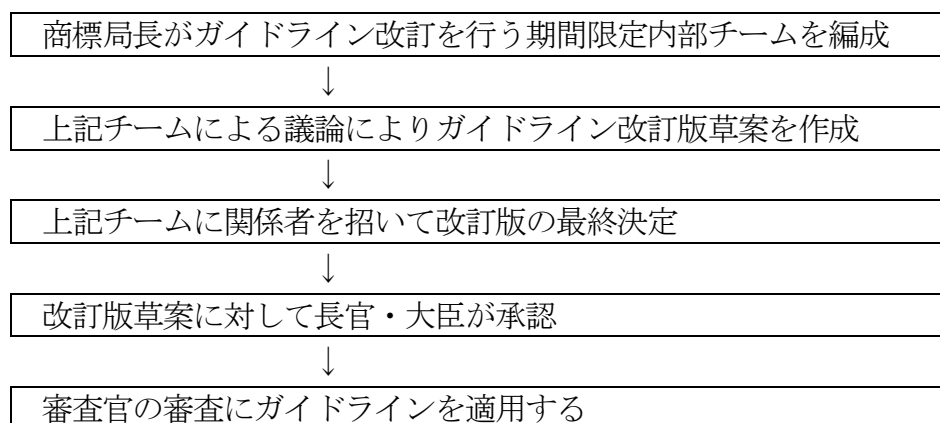 商標局長がガイドライン改訂を行う期間限定内部チームを編成
↓
上記チームによる議論によりガイドライン改訂版草案を作成
↓
上記チームに関係者を招いて改訂版の最終決定
↓
改訂版草案に対して長官・大臣が承認
↓
審査官の審査にガイドラインを適用する